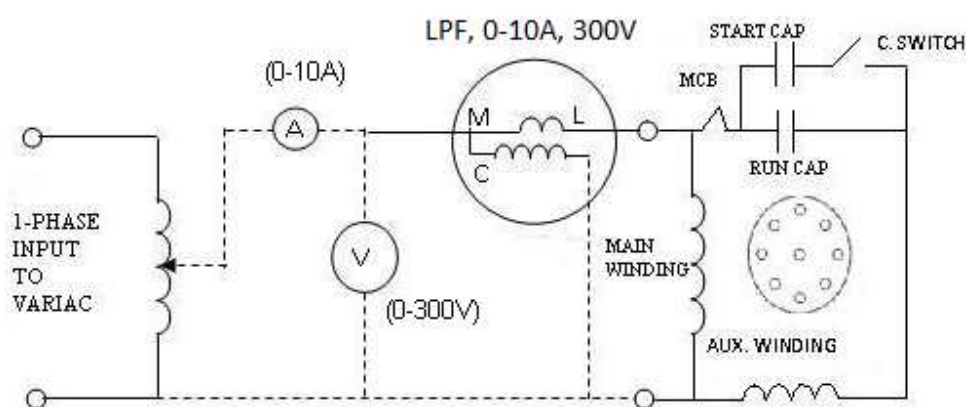 LPF, 0-10A, 300V
START CAP
C. SWITCH
(0-10A)
MCB
A
M
L
C
RUN CAP
1-PHASE
INPUT
TO
VARIAC
V
MAIN
WINDING
(0-300V)
AUX. WINDING